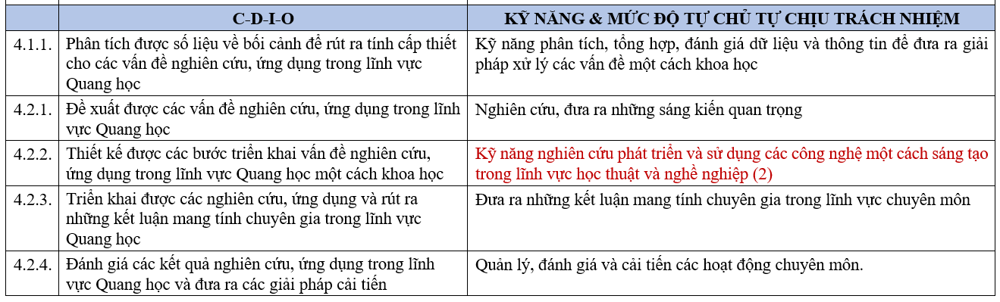 C-D-I-O KỸ NĂNG & MỨC ĐỘ TỰ CHỦ TỰ CHỊU TRÁCH NHIỆM
4.1.1. Phân tích được số liệu về bối cảnh để rút ra tính cấp thiết
cho các vấn đề nghiên cứu, ứng dụng trong lĩnh vực
Quang học
Kỹ năng phân tích, tổng hợp, đánh giá dữ liệu và thông tin để đưa ra giải
pháp xử lý các vấn đề một cách khoa học
4.2.1. Đề xuất được các vấn đề nghiên cứu, ứng dụng trong lĩnh
vực Quang học
Nghiên cứu, đưa ra những sáng kiến quan trọng
4.2.2. Thiết kế được các bước triển khai vấn đề nghiên cứu,
ứng dụng trong lĩnh vực Quang học một cách khoa học
Kỹ năng nghiên cứu phát triển và sử dụng các công nghệ một cách sáng tạo
trong lĩnh vực học thuật và nghề nghiệp (2)
4.2.3. Triển khai được các nghiên cứu, ứng dụng và rút ra
những kết luận mang tính chuyên gia trong lĩnh vực
Quang học
Đưa ra những kết luận mang tính chuyên gia trong lĩnh vực chuyên môn
4.2.4. Đánh giá các kết quả nghiên cứu, ứng dụng trong lĩnh
vực Quang học và đưa ra các giải pháp cải tiến
Quản lý, đánh giá và cải tiến các hoạt động chuyên môn.